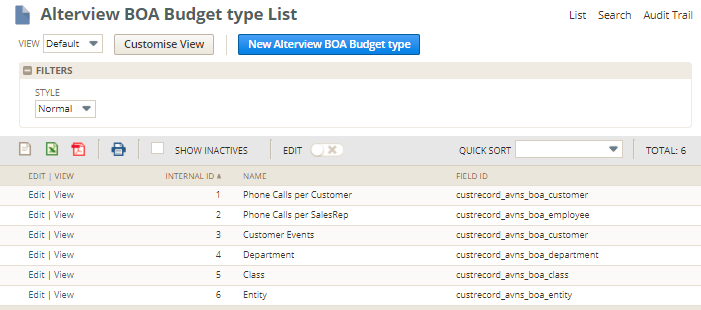 Alterview BOA Budget type List
List Search Audit Trail
VIEW Default Customise View New Alterview BOA Budget type
FILTERS
STYLE
Normal
SHOW INACTIVES EDIT QUICK SORT TOTAL: 6
EDIT | VIEW INTERNAL ID NAME FIELD ID
Edit | View 1 Phone Calls per Customer custrecord_avns_boa_customer
Edit | View 2 Phone Calls per SalesRep custrecord_avns_boa_employee
Edit | View 3 Customer Events custrecord_avns_boa_customer
Edit | View 4 Department custrecord_avns_boa_department
Edit | View 5 Class custrecord_avns_boa_class
Edit | View 6 Entity custrecord_avns_boa_entity